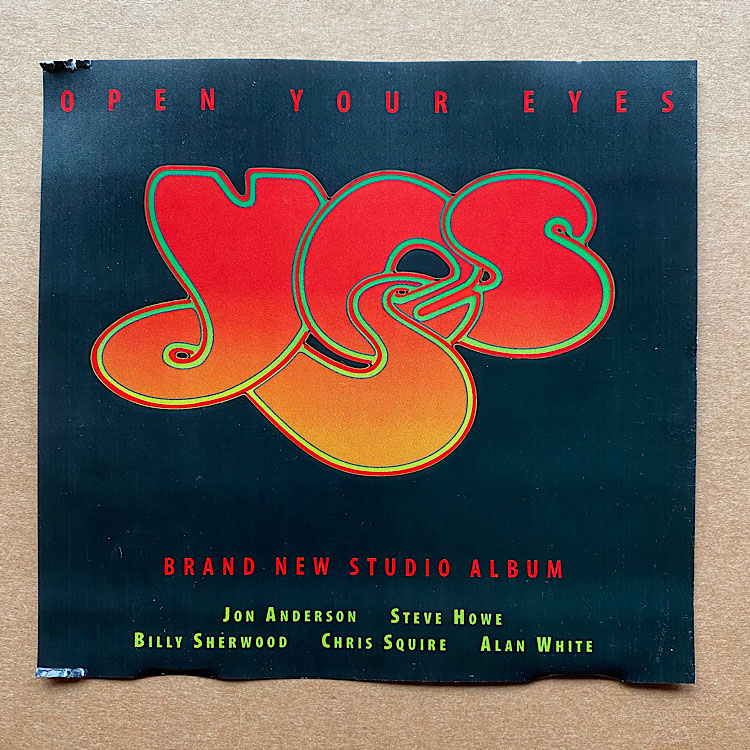 OPEN YOUR EYES
yes
BRAND NEW STUDIO ALBUM
JON ANDERSON STEVE HOWE
BILLY SHERWOOD CHRIS SQUIRE ALAN WHITE